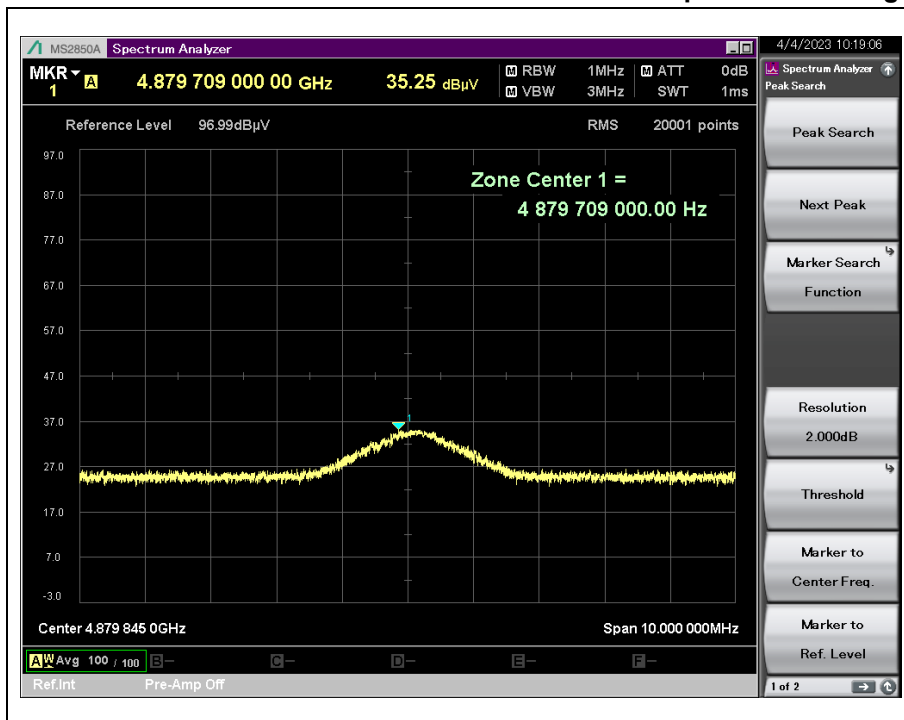 MS2850A Spectrum Analyzer
4/4/2023 10:19:06
MKR 1 A 4.879 709 000 00 GHz 35.25 dBµV
M RBW 1MHz M ATT 0dB
M VBW 3MHz SWT 1ms
Spectrum Analyzer
Peak Search
Reference Level 96.99dBµV RMS 20001 points
Peak Search
97.0
Zone Center 1 =
87.0
4 879 709 000.00 Hz
Next Peak
77.0
Marker Search
Function
67.0
57.0
47.0
Resolution
2.000dB
37.0
1
27.0
Threshold
17.0
7.0
Marker to
Center Freq.
-3.0
Center 4.879 845 0GHz Span 10.000 000MHz
Marker to
Ref. Level
A W Avg 100 / 100 B- C- D- E- F-
Ref.Int Pre-Amp Off
1 of 2